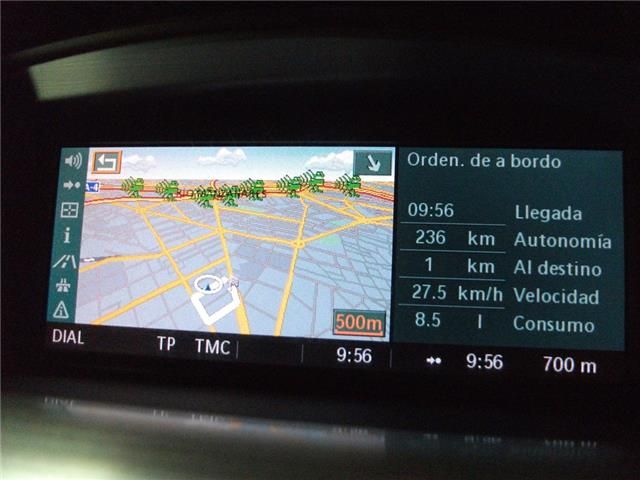 Orden. de a bordo
09:56 Llegada
236 km Autonomía
1 km Al destino
27.5 km/h Velocidad
8.5 l Consumo
A-4
500m
DIAL TP TMC 9:56 9:56 700 m